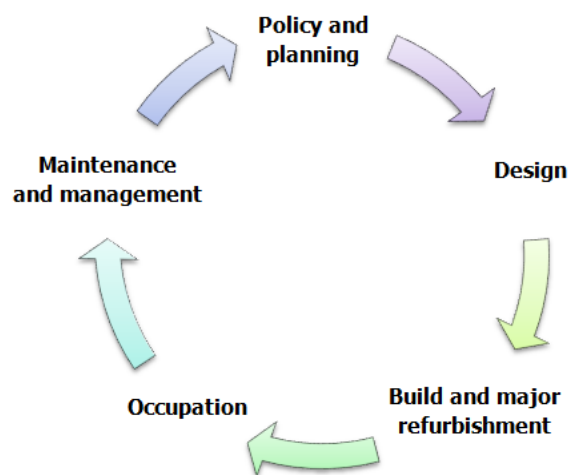 Policy and
planning
Design
Build and major
refurbishment
Occupation
Maintenance
and management